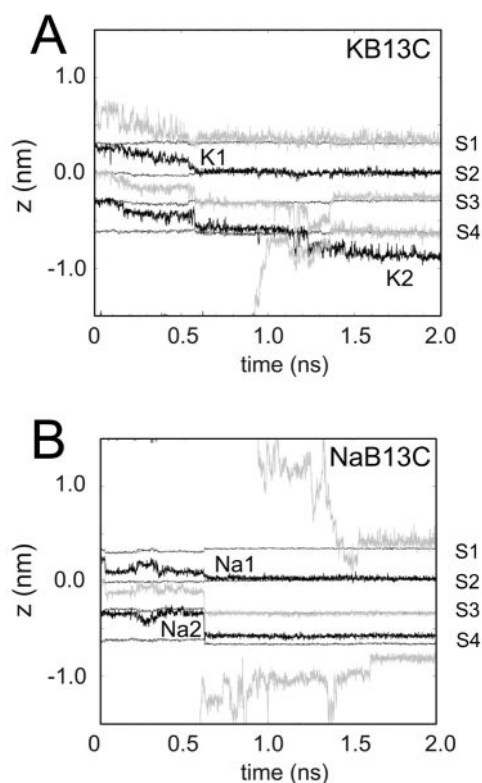 A
KB13C
1.0
z (nm)
0.0
-1.0
K1
K2
S1
S2
S3
S4
0 0.5 1.0 1.5 2.0
time (ns)
B
NaB13C
1.0
z (nm)
0.0
-1.0
Na1
Na2
S1
S2
S3
S4
0 0.5 1.0 1.5 2.0
time (ns)